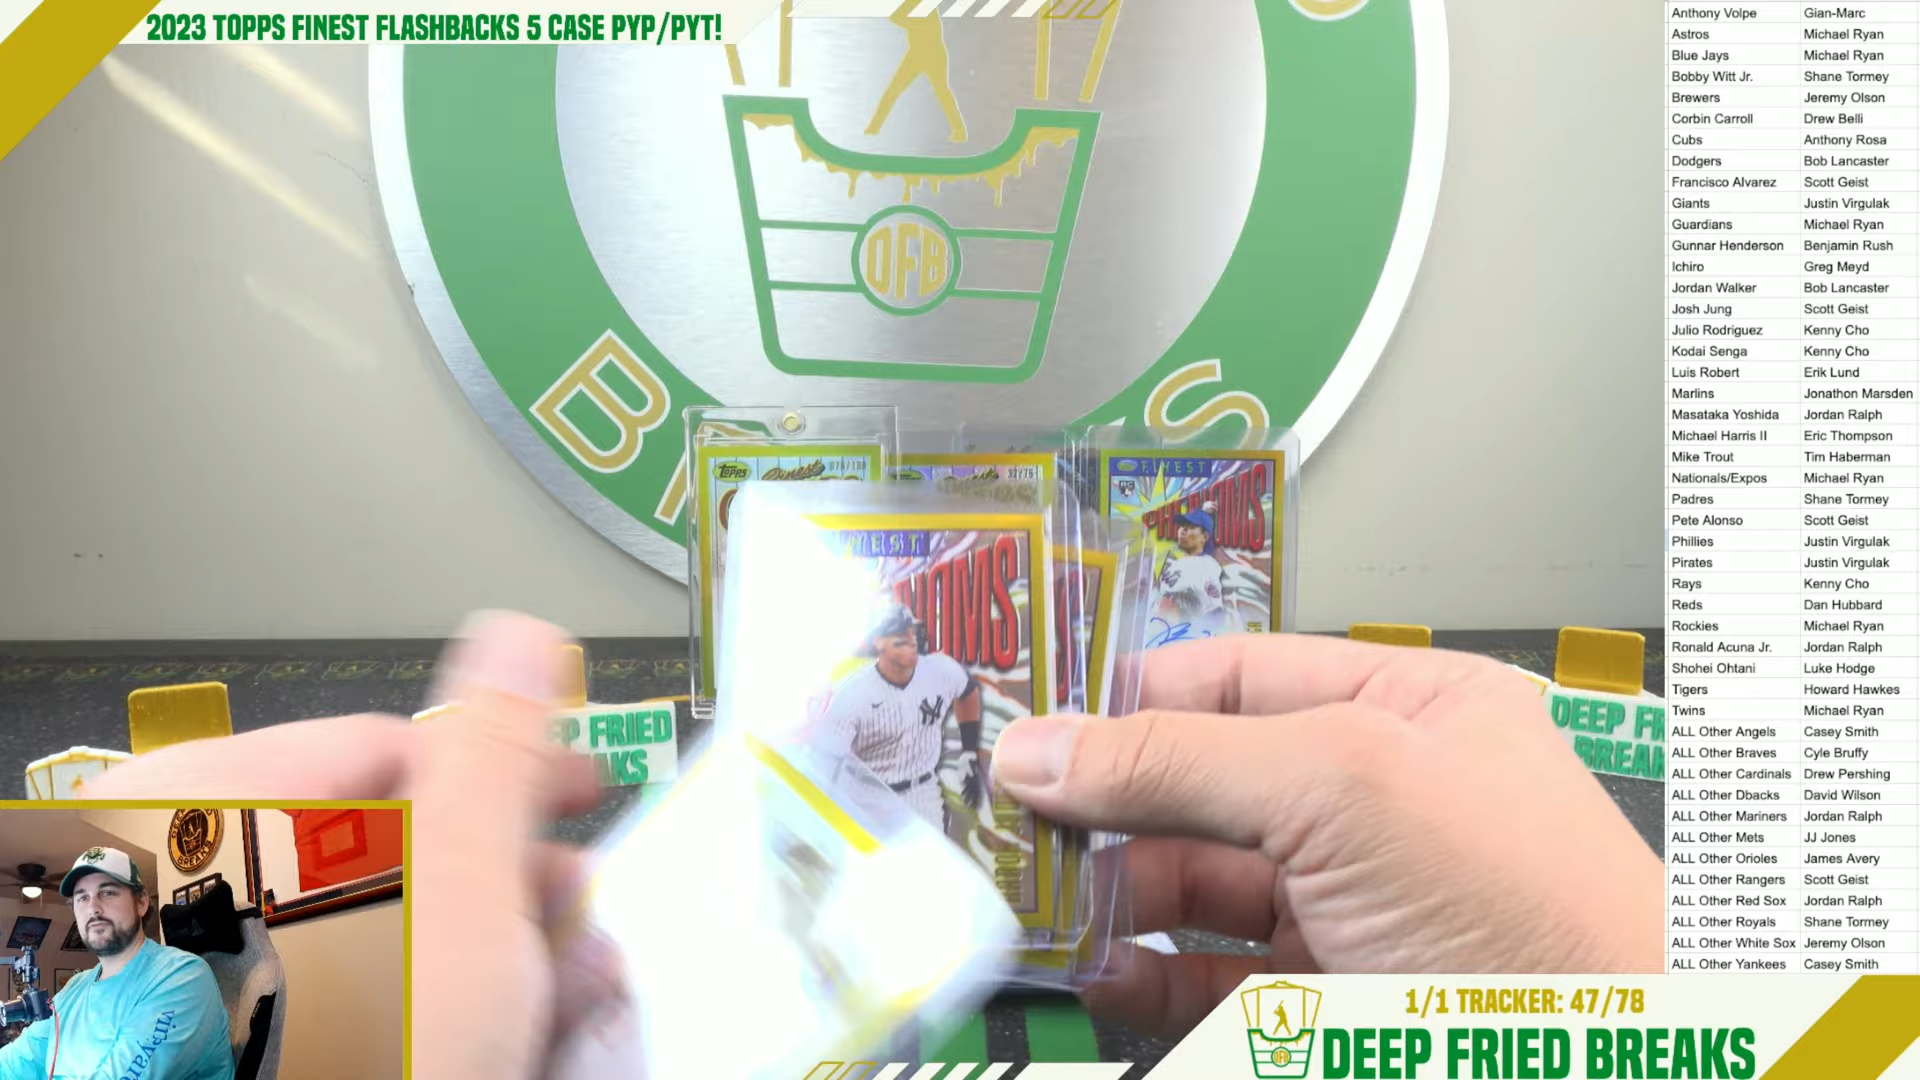 2023 TOPPS FINEST FLASHBACKS 5 CASE PYP/PYT!
Anthony Volpe Gian-Marc
Astros Michael Ryan
Blue Jays Michael Ryan
Bobby Witt Jr. Shane Tormey
Brewers Jeremy Olson
Corbin Carroll Drew Belli
Cubs Anthony Rosa
Dodgers Bob Lancaster
Francisco Alvarez Scott Geist
Giants Justin Virgulak
Guardians Michael Ryan
Gunnar Henderson Benjamin Rush
Ichiro Greg Meyd
Jordan Walker Bob Lancaster
Josh Jung Scott Geist
Julio Rodriguez Kenny Cho
Kodai Senga Kenny Cho
Luis Robert Erik Lund
Marlins Jonathon Marsden
Masataka Yoshida Jordan Ralph
Michael Harris II Eric Thompson
Mike Trout Tim Haberman
Nationals/Expos Michael Ryan
Padres Shane Tormey
Pete Alonso Scott Geist
Phillies Justin Virgulak
Pirates Justin Virgulak
Rays Kenny Cho
Reds Dan Hubbard
Rockies Michael Ryan
Ronald Acuna Jr. Jordan Ralph
Shohei Ohtani Luke Hodge
Tigers Howard Hawkes
Twins Michael Ryan
ALL Other Angels Casey Smith
ALL Other Braves Cyle Bruffy
ALL Other Cardinals Drew Pershing
ALL Other Dbacks David Wilson
ALL Other Mariners Jordan Ralph
ALL Other Mets JJ Jones
ALL Other Orioles James Avery
ALL Other Rangers Scott Geist
ALL Other Red Sox Jordan Ralph
ALL Other Royals Shane Tormey
ALL Other White Sox Jeremy Olson
ALL Other Yankees Casey Smith
DFB
B
S
Topps Finest
32/75
FINEST
RC
PHENOMS
FRIED
DEEP FR
BREAK
1/1 TRACKER: 47/78
DEEP FRIED BREAKS